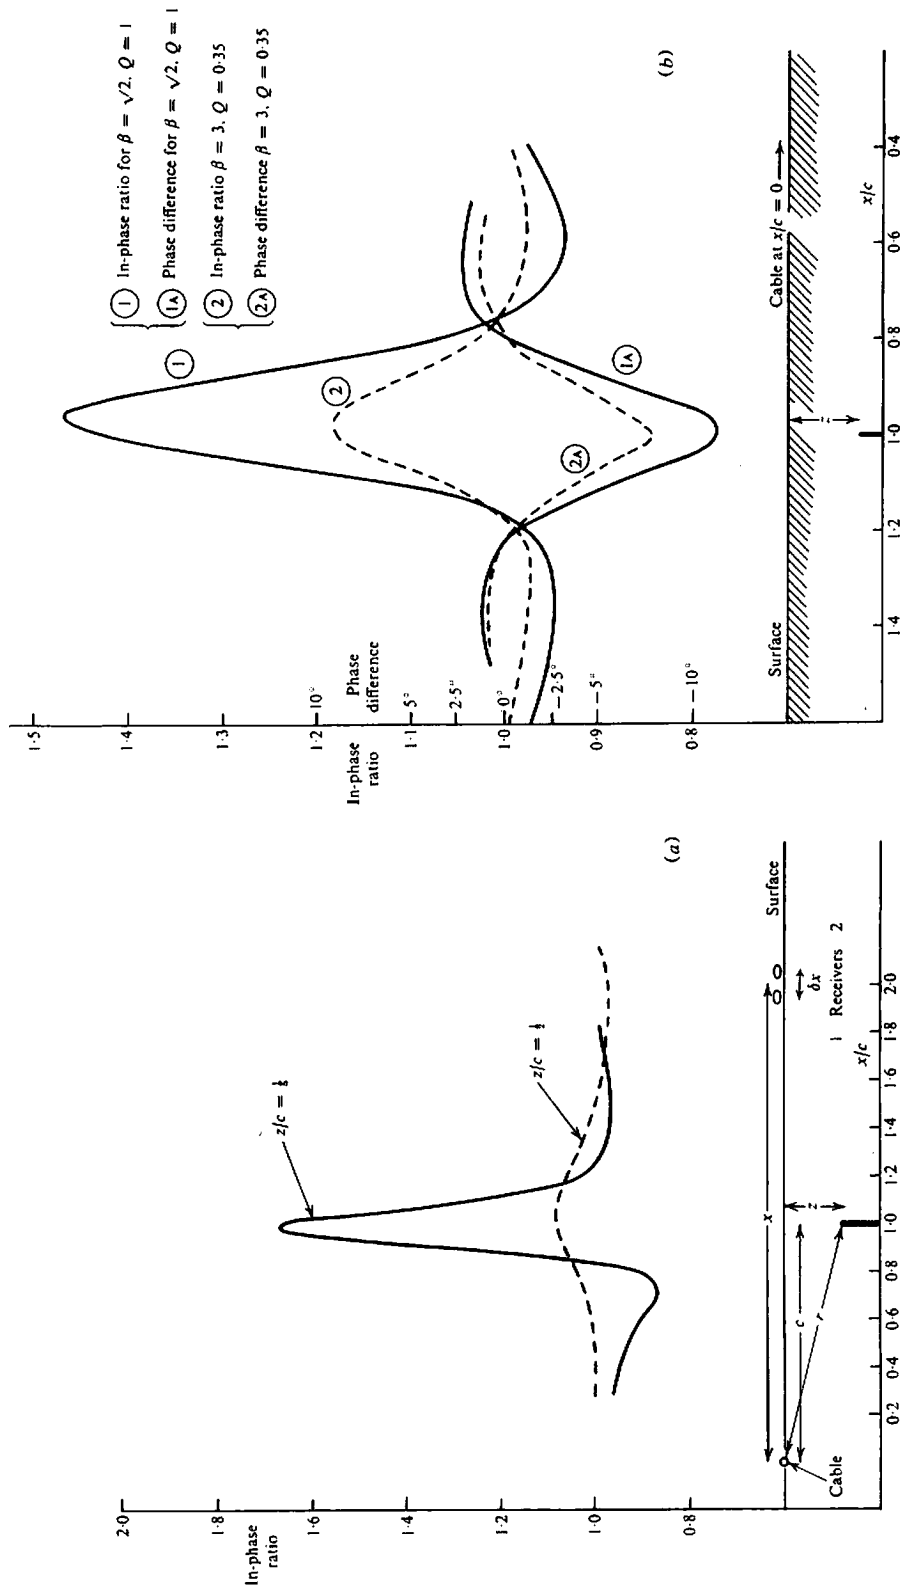 2·0
1·8
1·6
1·4
1·2
1·0
0·8
In-phase
ratio
z/c =
z/c =
Surface
Cable
x
c
r
z
δx
1 Receivers 2
0·2
0·4
0·6
0·8
1·0
1·2
1·4
1·6
1·8
2·0
x/c
(a)
1·5
1·4
1·3
1·2
1·1
1·0
0·9
0·8
In-phase
ratio
10°
5°
2·5°
0°
−2·5°
−5°
−10°
Phase
difference
1 In-phase ratio for β = √2, Q = 1
1A Phase difference for β = √2, Q = 1
2 In-phase ratio β = 3, Q = 0·35
2A Phase difference β = 3, Q = 0·35
1
2
1A
2A
Surface
Cable at x/c = 0
z
1·4
1·2
1·0
0·8
0·6
0·4
x/c
(b)